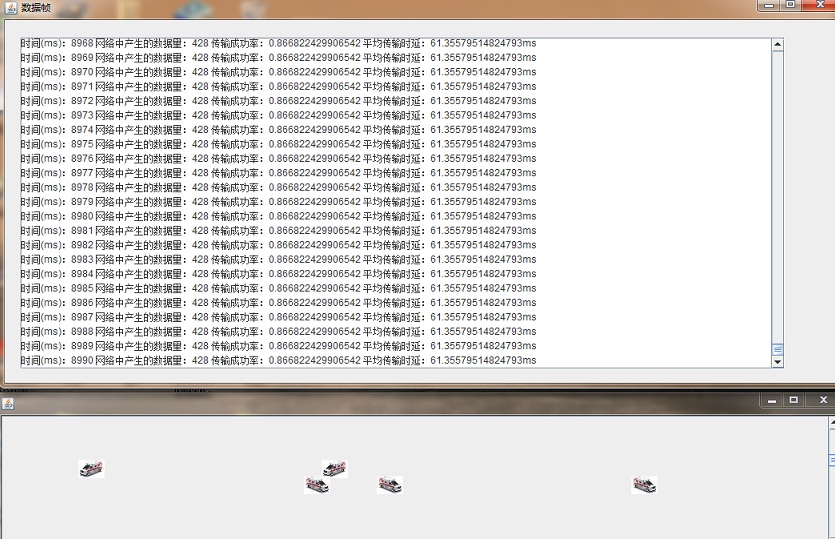 数据帧
时间(ms)：8968 网络中产生的数据量：428 传输成功率：0.866822429906542 平均传输时延：61.35579514824793ms
时间(ms)：8969 网络中产生的数据量：428 传输成功率：0.866822429906542 平均传输时延：61.35579514824793ms
时间(ms)：8970 网络中产生的数据量：428 传输成功率：0.866822429906542 平均传输时延：61.35579514824793ms
时间(ms)：8971 网络中产生的数据量：428 传输成功率：0.866822429906542 平均传输时延：61.35579514824793ms
时间(ms)：8972 网络中产生的数据量：428 传输成功率：0.866822429906542 平均传输时延：61.35579514824793ms
时间(ms)：8973 网络中产生的数据量：428 传输成功率：0.866822429906542 平均传输时延：61.35579514824793ms
时间(ms)：8974 网络中产生的数据量：428 传输成功率：0.866822429906542 平均传输时延：61.35579514824793ms
时间(ms)：8975 网络中产生的数据量：428 传输成功率：0.866822429906542 平均传输时延：61.35579514824793ms
时间(ms)：8976 网络中产生的数据量：428 传输成功率：0.866822429906542 平均传输时延：61.35579514824793ms
时间(ms)：8977 网络中产生的数据量：428 传输成功率：0.866822429906542 平均传输时延：61.35579514824793ms
时间(ms)：8978 网络中产生的数据量：428 传输成功率：0.866822429906542 平均传输时延：61.35579514824793ms
时间(ms)：8979 网络中产生的数据量：428 传输成功率：0.866822429906542 平均传输时延：61.35579514824793ms
时间(ms)：8980 网络中产生的数据量：428 传输成功率：0.866822429906542 平均传输时延：61.35579514824793ms
时间(ms)：8981 网络中产生的数据量：428 传输成功率：0.866822429906542 平均传输时延：61.35579514824793ms
时间(ms)：8982 网络中产生的数据量：428 传输成功率：0.866822429906542 平均传输时延：61.35579514824793ms
时间(ms)：8983 网络中产生的数据量：428 传输成功率：0.866822429906542 平均传输时延：61.35579514824793ms
时间(ms)：8984 网络中产生的数据量：428 传输成功率：0.866822429906542 平均传输时延：61.35579514824793ms
时间(ms)：8985 网络中产生的数据量：428 传输成功率：0.866822429906542 平均传输时延：61.35579514824793ms
时间(ms)：8986 网络中产生的数据量：428 传输成功率：0.866822429906542 平均传输时延：61.35579514824793ms
时间(ms)：8987 网络中产生的数据量：428 传输成功率：0.866822429906542 平均传输时延：61.35579514824793ms
时间(ms)：8988 网络中产生的数据量：428 传输成功率：0.866822429906542 平均传输时延：61.35579514824793ms
时间(ms)：8989 网络中产生的数据量：428 传输成功率：0.866822429906542 平均传输时延：61.35579514824793ms
时间(ms)：8990 网络中产生的数据量：428 传输成功率：0.866822429906542 平均传输时延：61.35579514824793ms